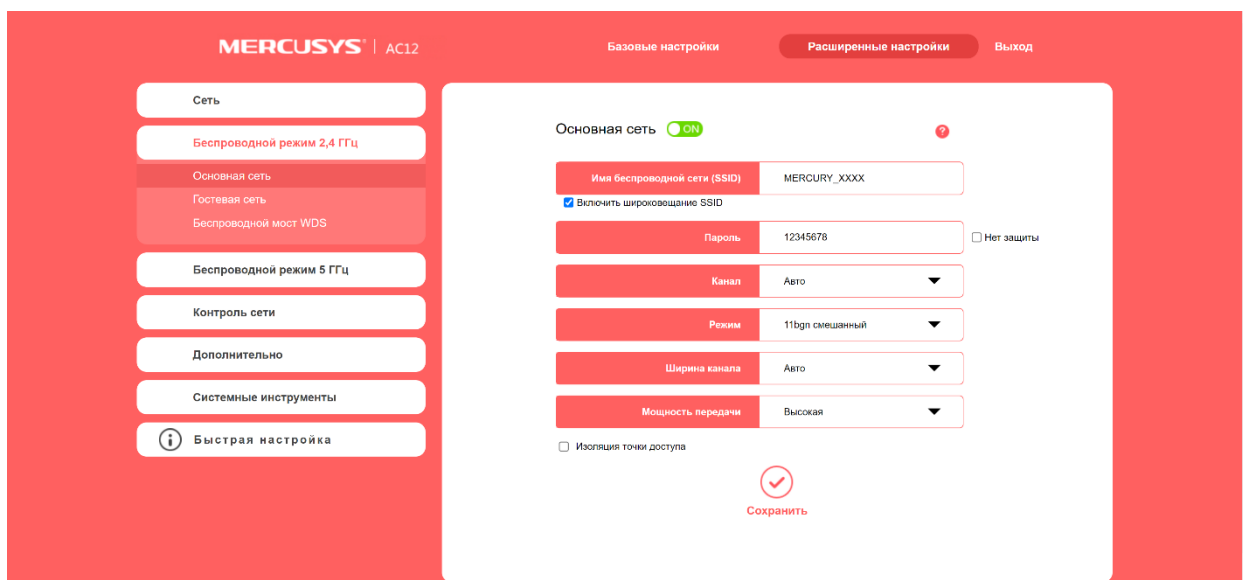 MERCUSYS | AC12
Базовые настройки
Расширенные настройки
Выход
Сеть
Беспроводной режим 2,4 ГГц
Основная сеть
Гостевая сеть
Беспроводной мост WDS
Беспроводной режим 5 ГГц
Контроль сети
Дополнительно
Системные инструменты
Быстрая настройка
Основная сеть ON ?
Имя беспроводной сети (SSID) MERCURY_XXXX
Включить широковещание SSID
Пароль 12345678 Нет защиты
Канал Авто
Режим 11bgn смешанный
Ширина канала Авто
Мощность передачи Высокая
Изоляция точки доступа
Сохранить